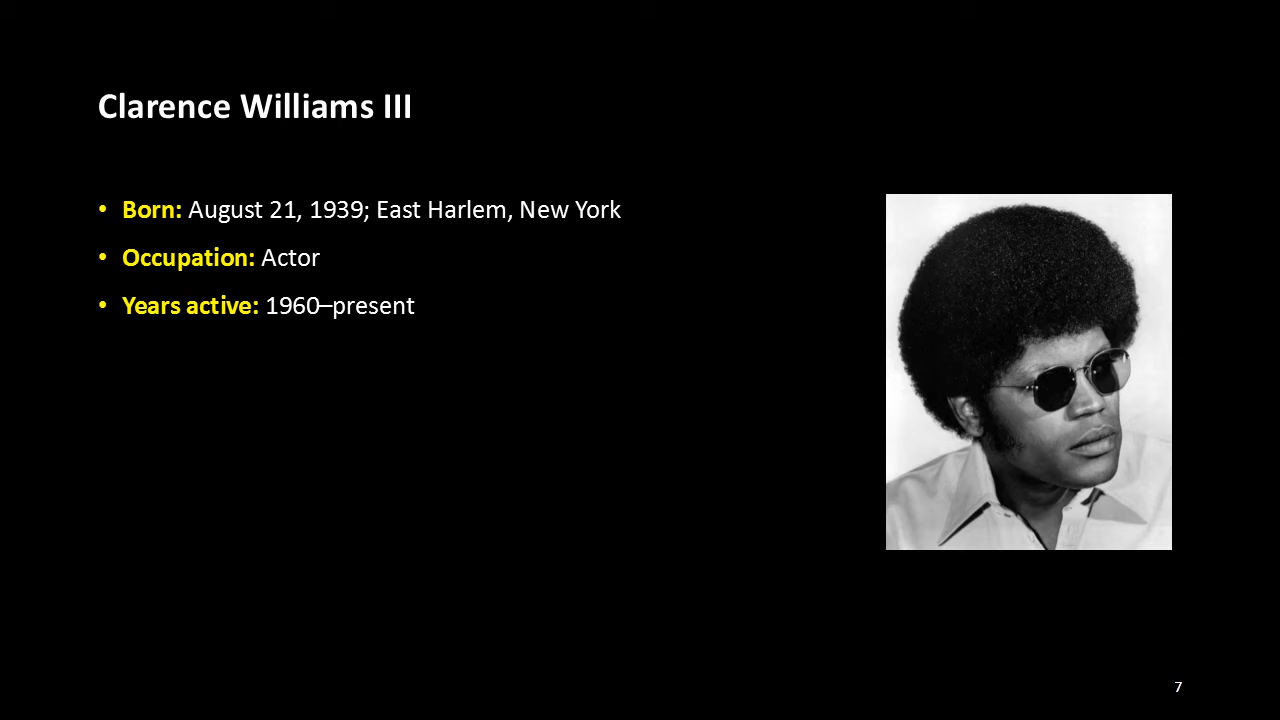 Clarence Williams III
• Born: August 21, 1939; East Harlem, New York
• Occupation: Actor
• Years active: 1960–present
7